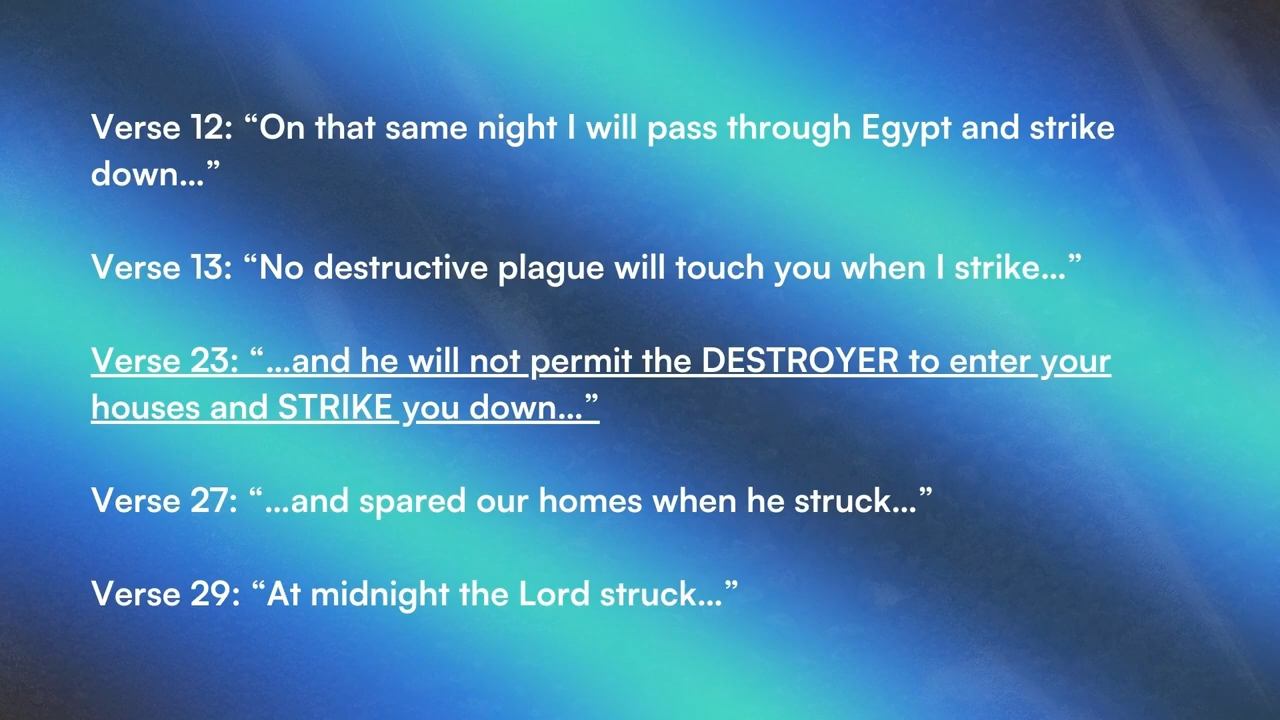 Verse 12: “On that same night I will pass through Egypt and strike
down...”
Verse 13: “No destructive plague will touch you when I strike...”
Verse 23: “...and he will not permit the DESTROYER to enter your
houses and STRIKE you down...”
Verse 27: “...and spared our homes when he struck...”
Verse 29: “At midnight the Lord struck...”